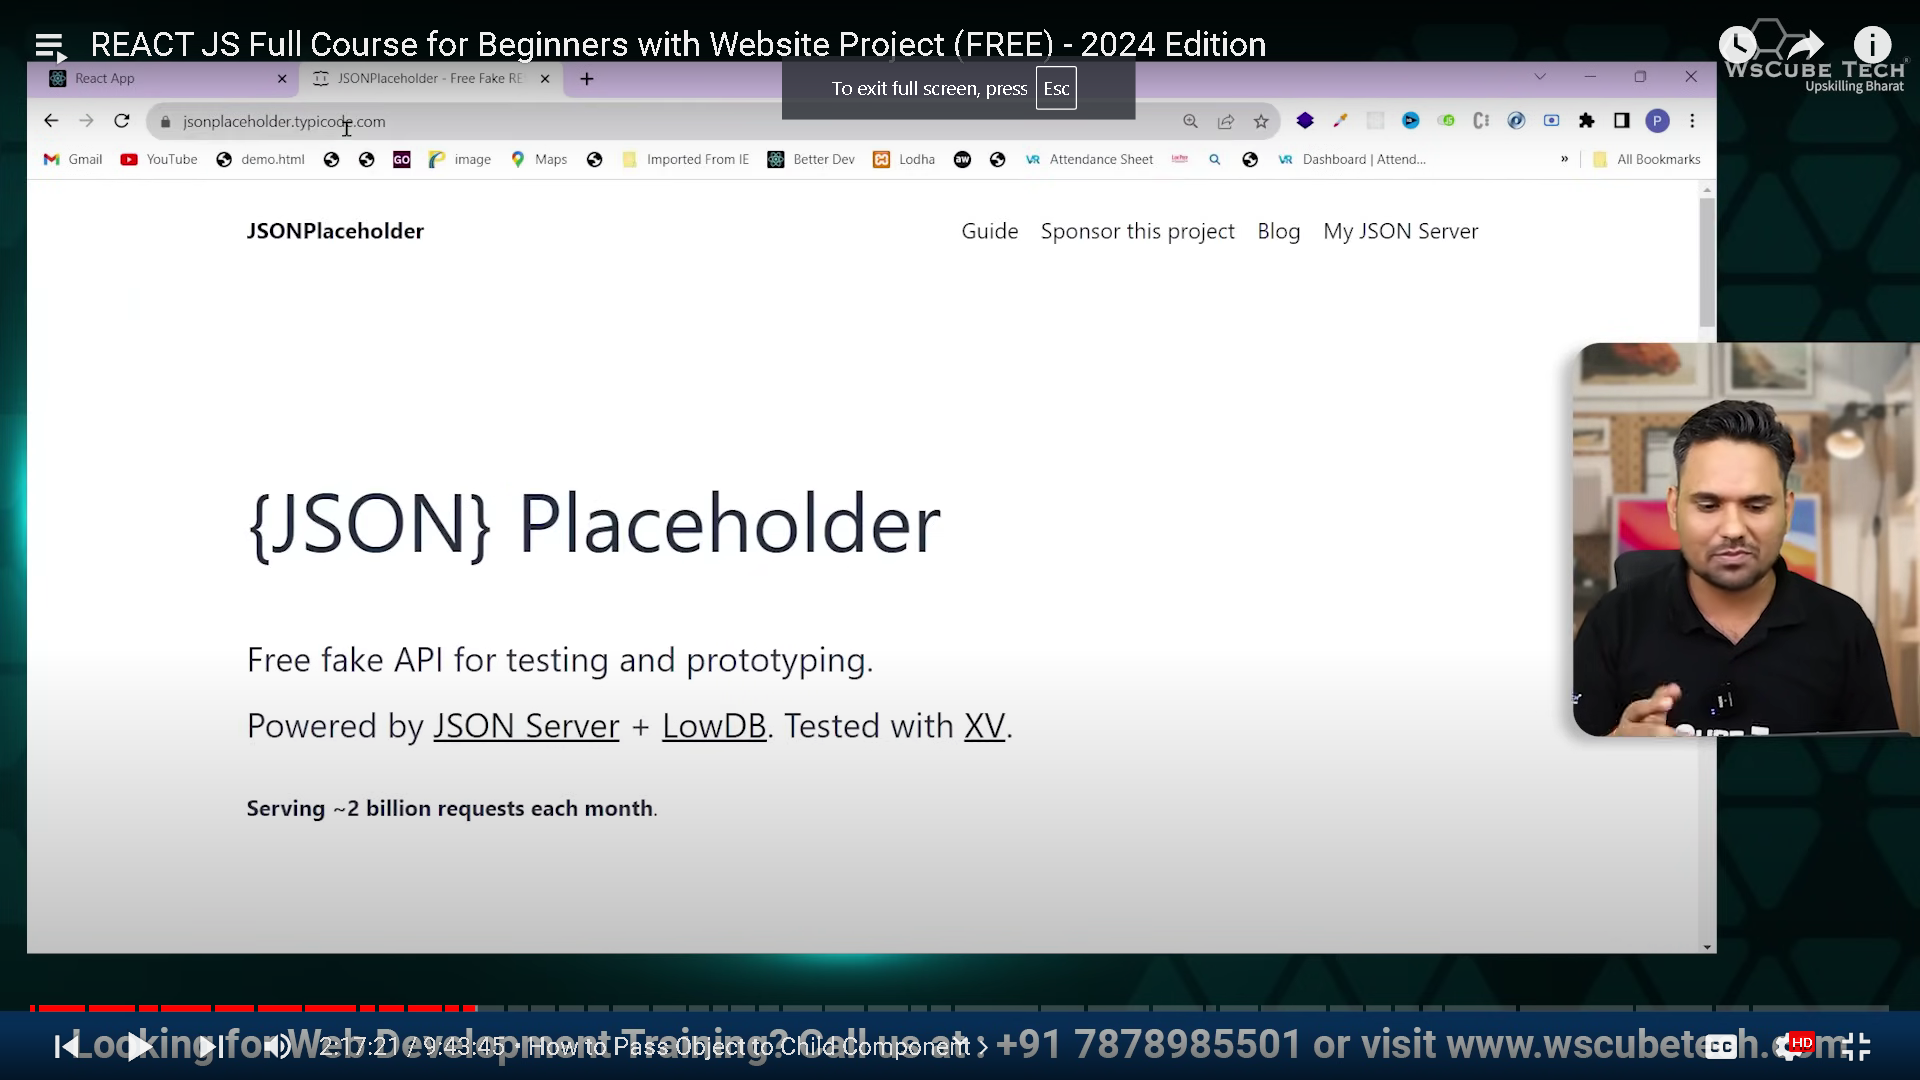 REACT JS Full Course for Beginners with Website Project (FREE) - 2024 Edition
WsCube Tech
Upskilling Bharat
React App
JSONPlaceholder - Free Fake RE
To exit full screen, press Esc
jsonplaceholder.typicode.com
P
Gmail YouTube demo.html GO image Maps Imported From IE Better Dev Lodha aw VR Attendance Sheet VR Dashboard | Attend... » All Bookmarks
JSONPlaceholder
Guide Sponsor this project Blog My JSON Server
{JSON} Placeholder
Free fake API for testing and prototyping.
Powered by JSON Server + LowDB. Tested with XV.
Serving ~2 billion requests each month.
Looking for Web Development Training? Call us at: +91 7878985501 or visit www.wscubetech.com
2:17:21 / 9:43:45 • How to Pass Object to Child Component
CC HD